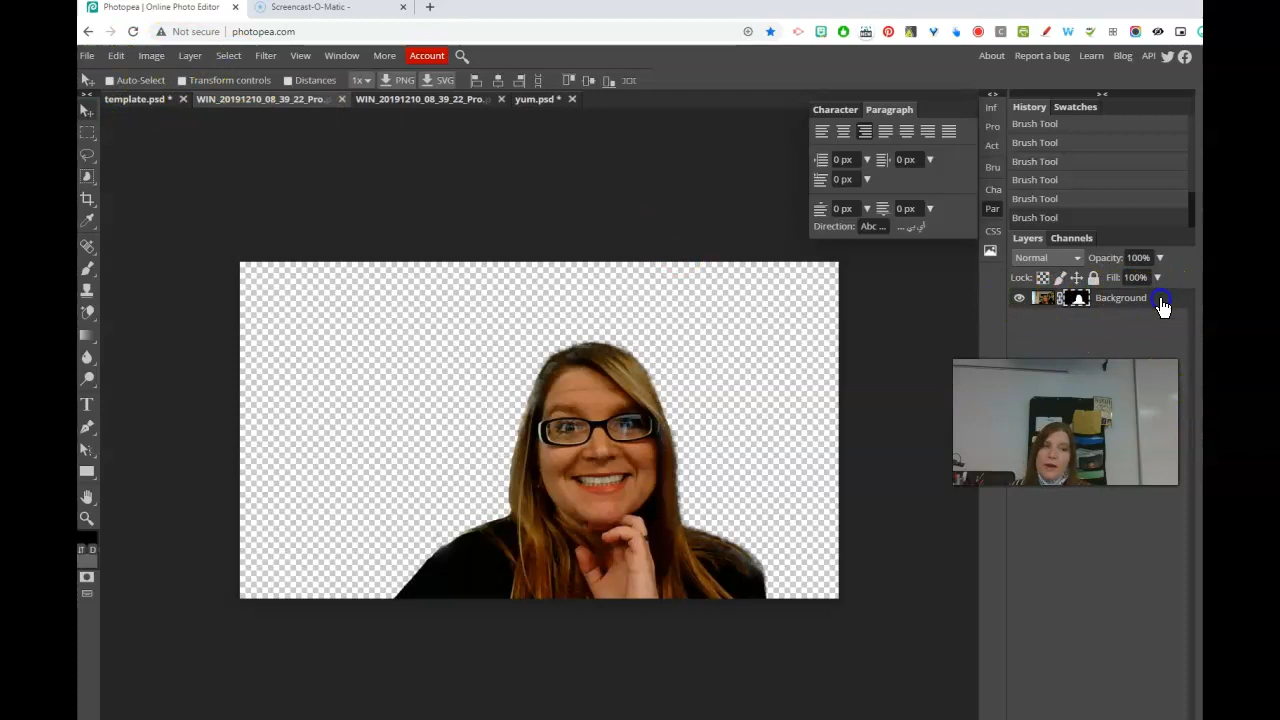 Photopea | Online Photo Editor
Screencast-O-Matic -
Not secure | photopea.com
File Edit Image Layer Select Filter View Window More Account
About Report a bug Learn Blog API
Auto-Select Transform controls Distances 1x PNG SVG
template.psd * WIN_20191210_08_39_22_Pro... WIN_20191210_08_39_22_Pro... yum.psd *
Character Paragraph
0 px 0 px
0 px
0 px 0 px
Direction: Abc ... ... أبي
Inf
Pro
Act
Bru
Cha
Par
CSS
History Swatches
Brush Tool
Brush Tool
Brush Tool
Brush Tool
Brush Tool
Brush Tool
Layers Channels
Normal Opacity: 100%
Lock: Fill: 100%
Background
T
D